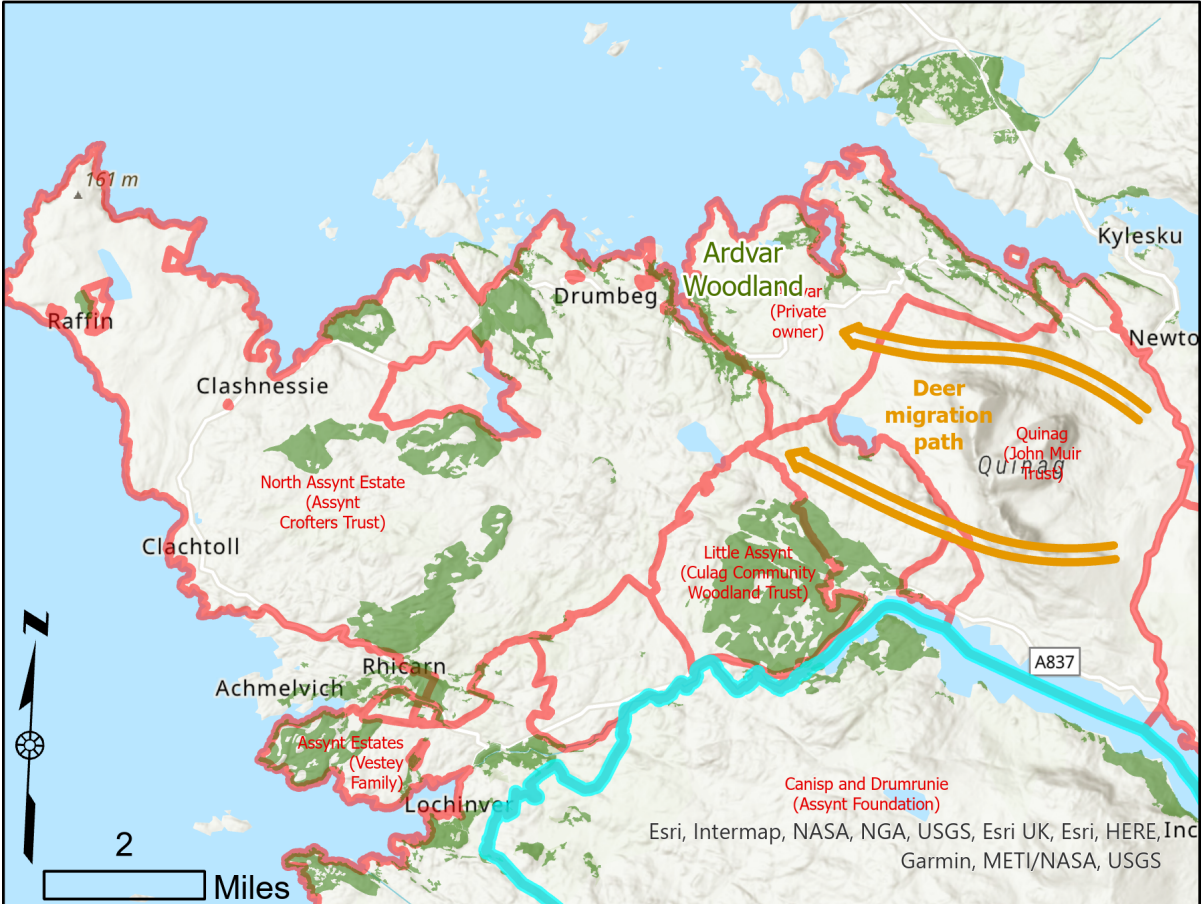 161 m
Kylesku
Ardvar
Woodland
(Private
owner)
Drumbeg
Raffin
Newto
Clashnessie
Deer
migration
path
Quinag
(John Muir
Trust)
Quinag
North Assynt Estate
(Assynt
Crofters Trust)
Clachtoll
Little Assynt
(Culag Community
Woodland Trust)
N
A837
Rhicarn
Achmelvich
Assynt Estates
(Vestey
Family)
Lochinver
Canisp and Drumrunie
(Assynt Foundation)
Inc
Esri, Intermap, NASA, NGA, USGS, Esri UK, Esri, HERE,
Garmin, METI/NASA, USGS
2
Miles